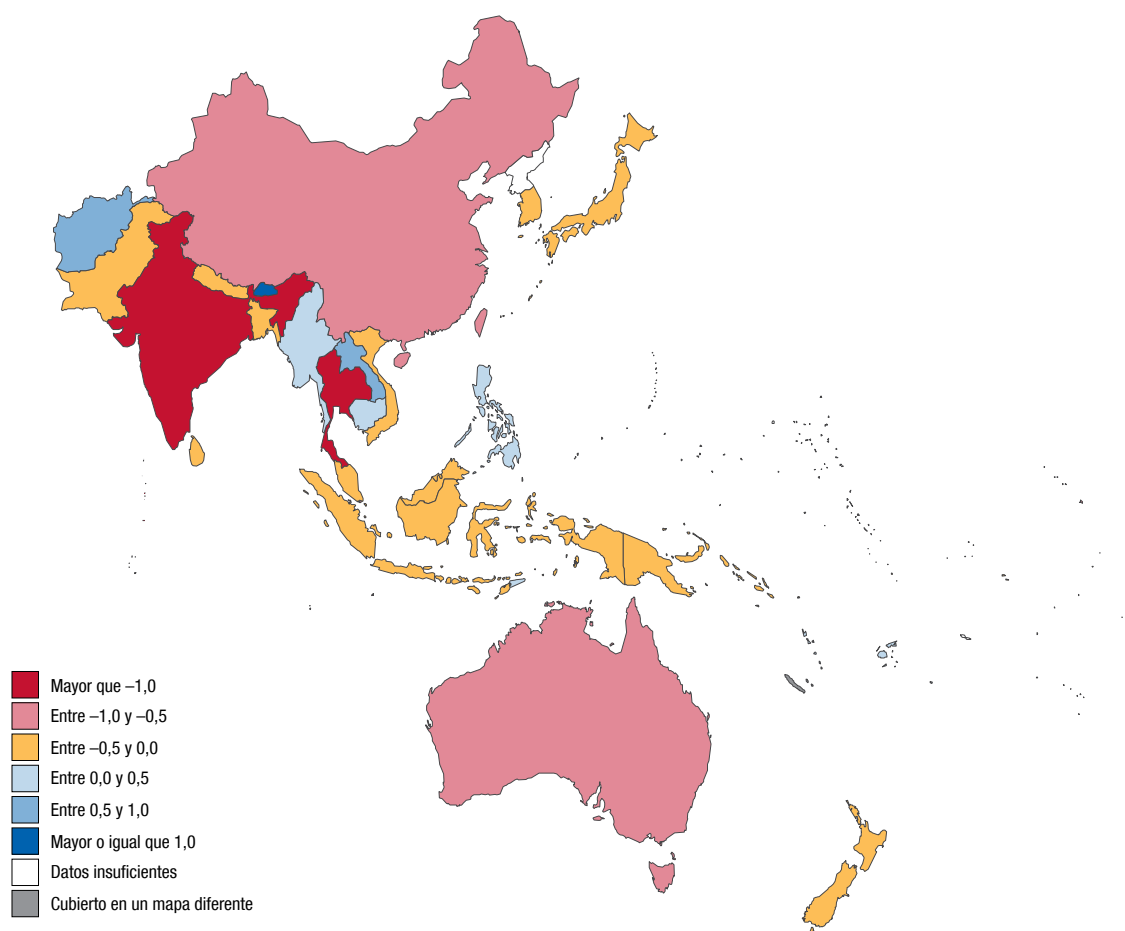 Mayor que –1,0
Entre –1,0 y –0,5
Entre –0,5 y 0,0
Entre 0,0 y 0,5
Entre 0,5 y 1,0
Mayor o igual que 1,0
Datos insuficientes
Cubierto en un mapa diferente